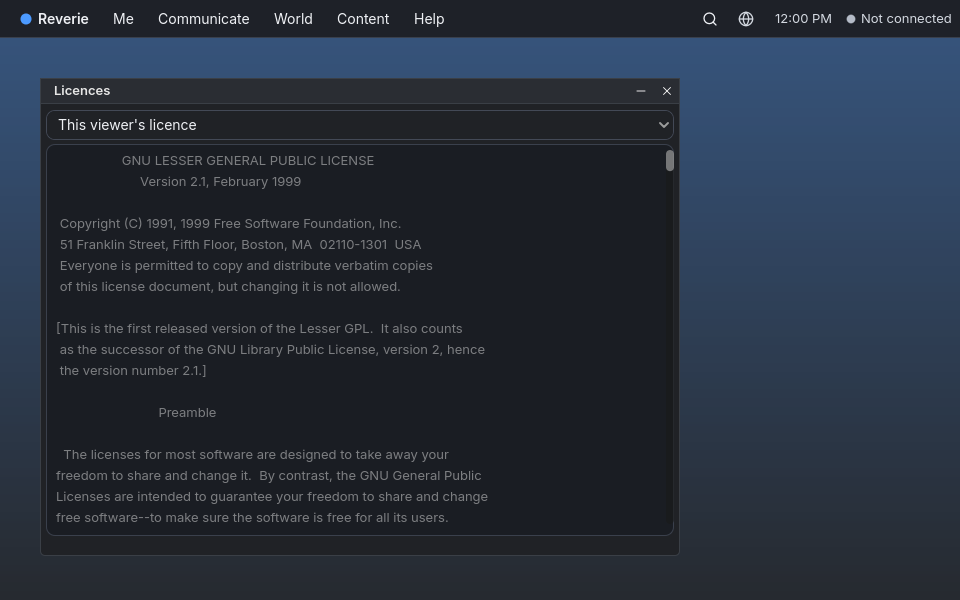 Reverie Me Communicate World Content Help 12:00 PM Not connected
Licences
This viewer's licence
GNU LESSER GENERAL PUBLIC LICENSE
Version 2.1, February 1999
Copyright (C) 1991, 1999 Free Software Foundation, Inc.
51 Franklin Street, Fifth Floor, Boston, MA  02110-1301  USA
Everyone is permitted to copy and distribute verbatim copies
of this license document, but changing it is not allowed.
[This is the first released version of the Lesser GPL.  It also counts
as the successor of the GNU Library Public License, version 2, hence
the version number 2.1.]
Preamble
The licenses for most software are designed to take away your
freedom to share and change it.  By contrast, the GNU General Public
Licenses are intended to guarantee your freedom to share and change
free software--to make sure the software is free for all its users.